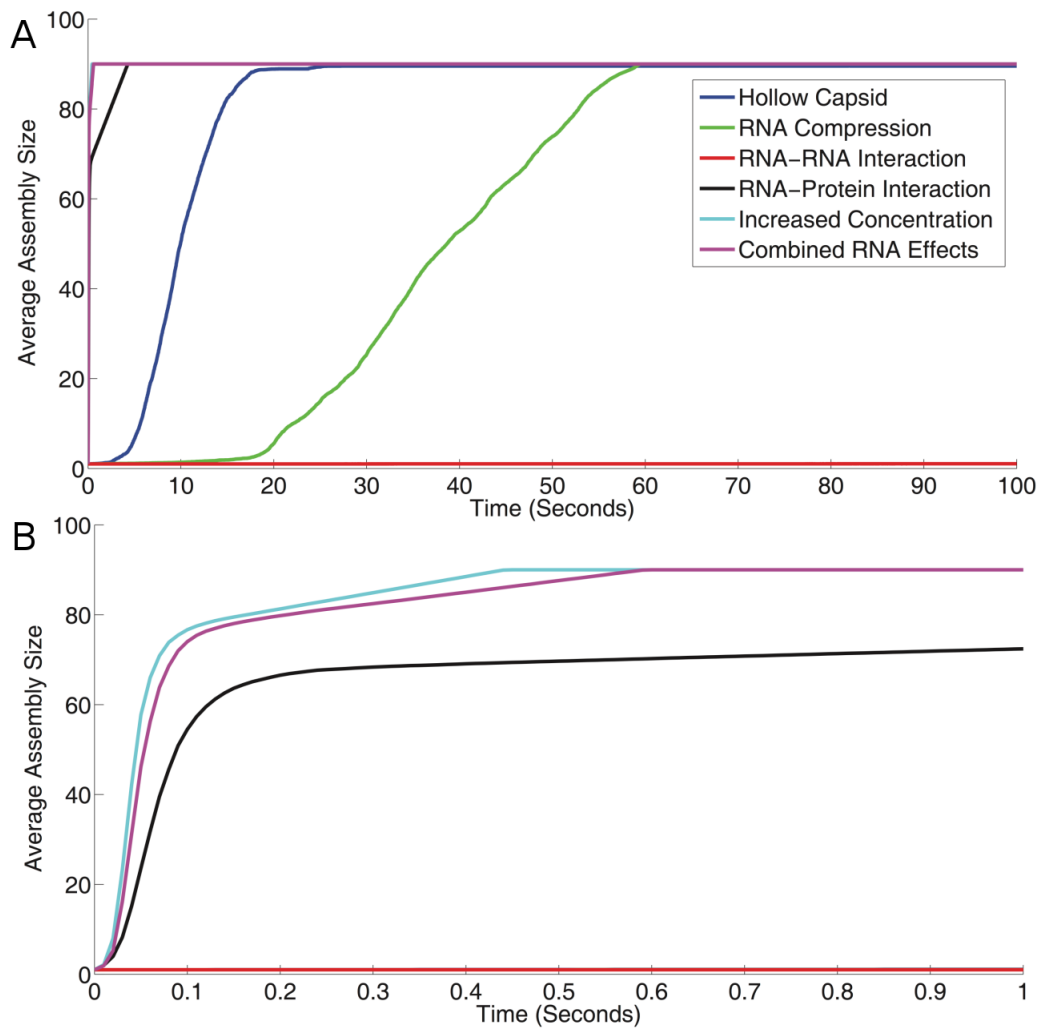 A
100
80
60
40
20
0
Average Assembly Size
Hollow Capsid
RNA Compression
RNA-RNA Interaction
RNA-Protein Interaction
Increased Concentration
Combined RNA Effects
0 10 20 30 40 50 60 70 80 90 100
Time (Seconds)
B
100
80
60
40
20
0
Average Assembly Size
0 0.1 0.2 0.3 0.4 0.5 0.6 0.7 0.8 0.9 1
Time (Seconds)